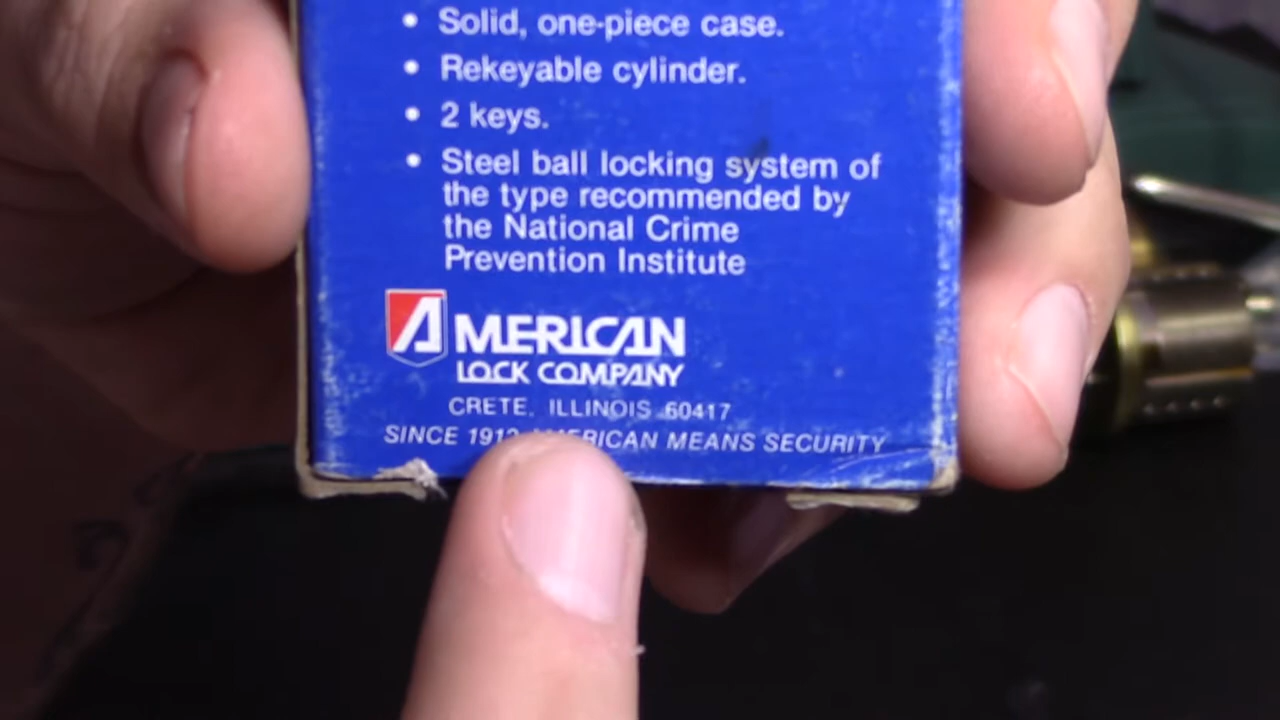 • Solid, one-piece case.
• Rekeyable cylinder.
• 2 keys.
• Steel ball locking system of
the type recommended by
the National Crime
Prevention Institute
AMERICAN
LOCK COMPANY
CRETE, ILLINOIS 60417
SINCE 1912 AMERICAN MEANS SECURITY